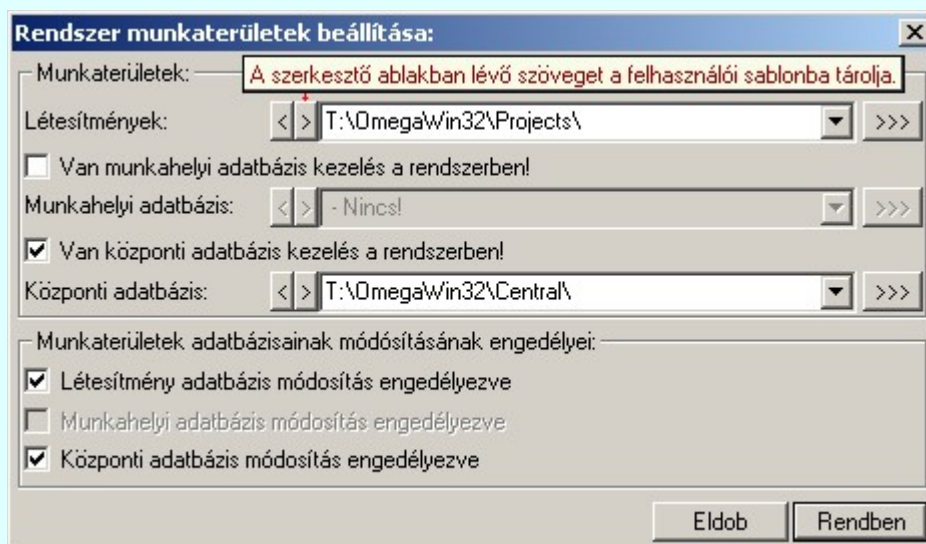 Rendszer munkaterületek beállítása:
Munkaterületek:
A szerkesztő ablakban lévő szöveget a felhasználói sablonba tárolja.
Létesítmények: < > T:\OmegaWin32\Projects\ >>>
Van munkahelyi adatbázis kezelés a rendszerben!
Munkahelyi adatbázis: < > - Nincs! >>>
Van központi adatbázis kezelés a rendszerben!
Központi adatbázis: < > T:\OmegaWin32\Central\ >>>
Munkaterületek adatbázisainak módósításának engedélyei:
Létesítmény adatbázis módosítás engedélyezve
Munkahelyi adatbázis módosítás engedélyezve
Központi adatbázis módosítás engedélyezve
Eldob Rendben